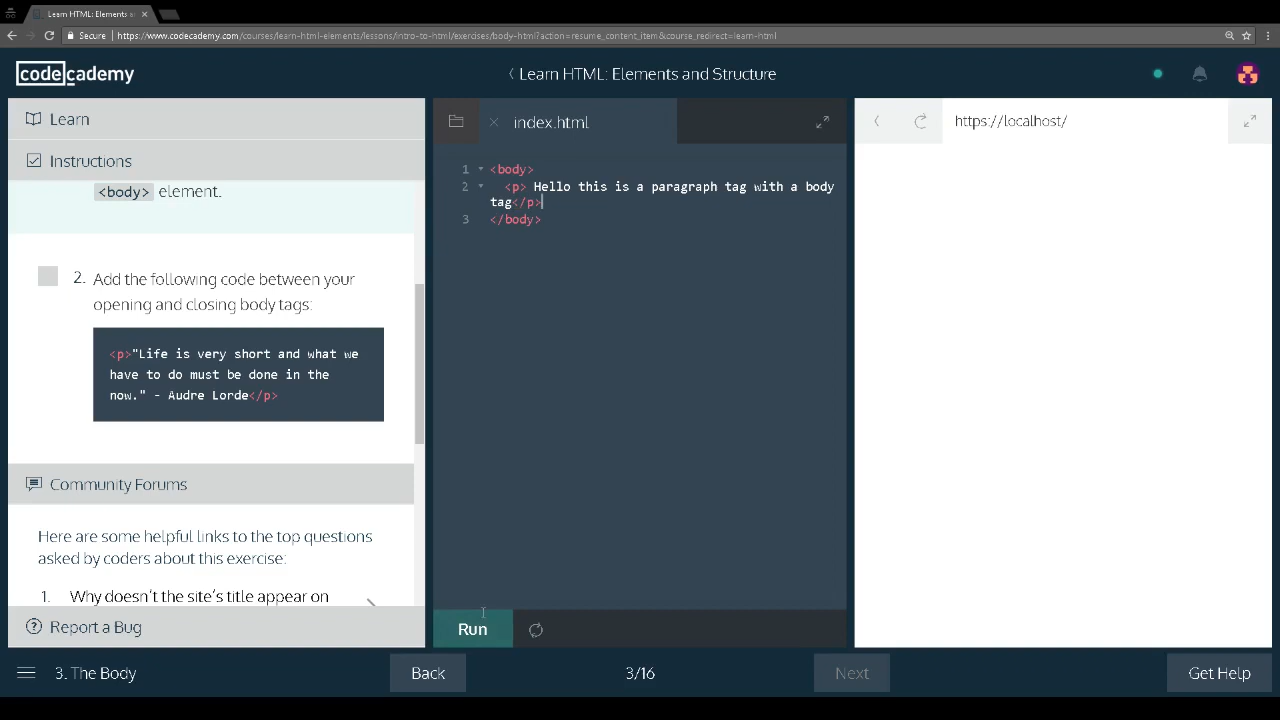 Learn HTML: Elements a
Secure
https://www.codecademy.com/courses/learn-html-elements/lessons/intro-to-html/exercises/body-html?action=resume_content_item&course_redirect=learn-html
codecademy
Learn HTML: Elements and Structure
Learn
Instructions
<body> element.
2. Add the following code between your
opening and closing body tags:
<p>"Life is very short and what we
have to do must be done in the
now." - Audre Lorde</p>
Community Forums
Here are some helpful links to the top questions
asked by coders about this exercise:
1. Why doesn't the site's title appear on
Report a Bug
index.html
1 <body>
2 <p> Hello this is a paragraph tag with a body
tag</p>
3 </body>
Run
https://localhost/
3. The Body
Back
3/16
Next
Get Help